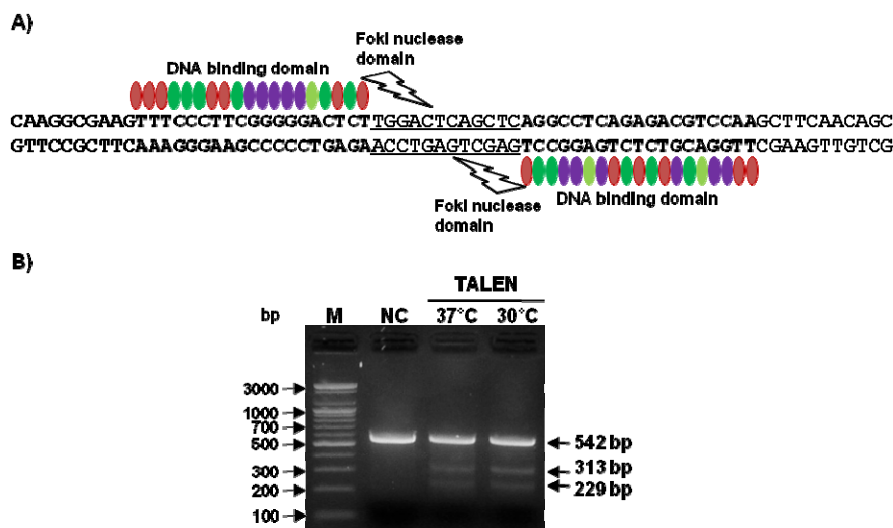 A)
FokI nuclease
domain
DNA binding domain
CAAGGCGAAGTTTCCCTTCGGGGGACTCTTGGACTCAGCTCAGGCCTCAGAGACGTCCAAGCTTCAACAGC
GTTCCGCTTCAAAGGGAAGCCCCCTGAGAACCTGAGTCGAGTCCGGAGTCTCTGCAGGTTCGAAGTTGTCG
FokI nuclease
domain
DNA binding domain
B)
TALEN
bp M NC 37°C 30°C
3000
1000
700
500
300
200
100
542 bp
313 bp
229 bp